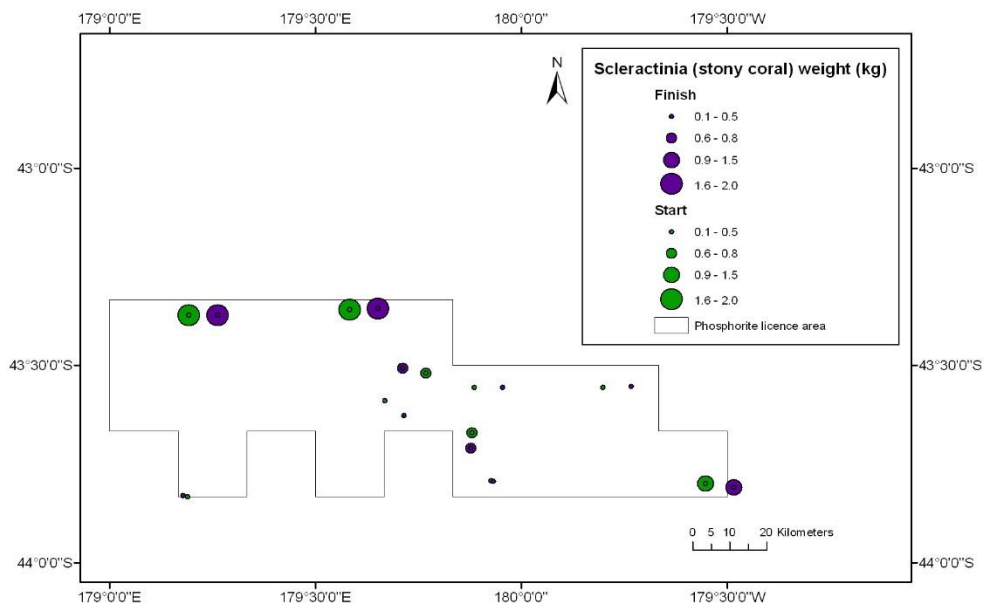 179°0'0"E 179°30'0"E 180°0'0" 179°30'0"W
N
Scleractinia (stony coral) weight (kg)
Finish
0.1 - 0.5
0.6 - 0.8
0.9 - 1.5
1.6 - 2.0
Start
0.1 - 0.5
0.6 - 0.8
0.9 - 1.5
1.6 - 2.0
Phosphorite licence area
43°0'0"S 43°0'0"S
43°30'0"S 43°30'0"S
0 5 10 20 Kilometers
44°0'0"S 44°0'0"S
179°0'0"E 179°30'0"E 180°0'0" 179°30'0"W